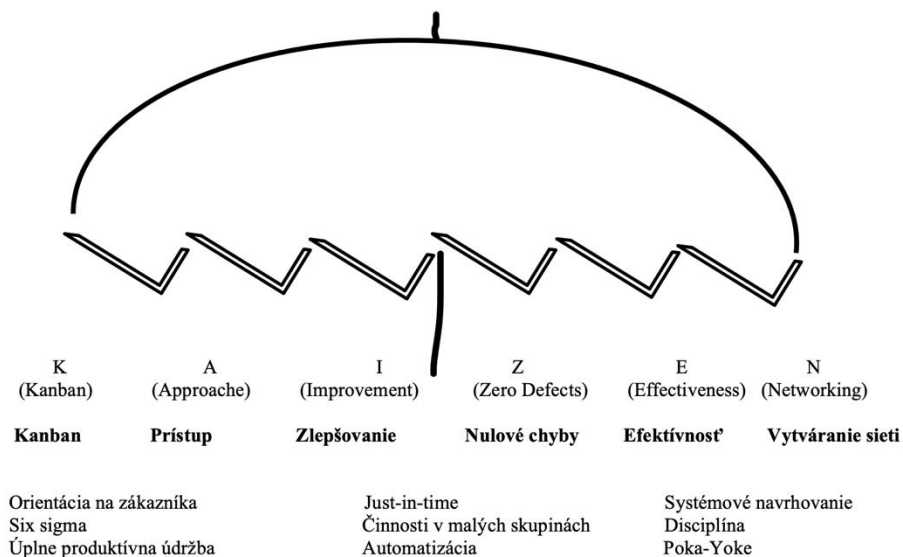 K A I Z E N
(Kanban) (Approache) (Improvement) (Zero Defects) (Effectiveness) (Networking)
Kanban Prístup Zlepšovanie Nulové chyby Efektívnosť Vytváranie sieti
Orientácia na zákazníka Just-in-time Systémové navrhovanie
Six sigma Činnosti v malých skupinách Disciplína
Úplne produktívna údržba Automatizácia Poka-Yoke